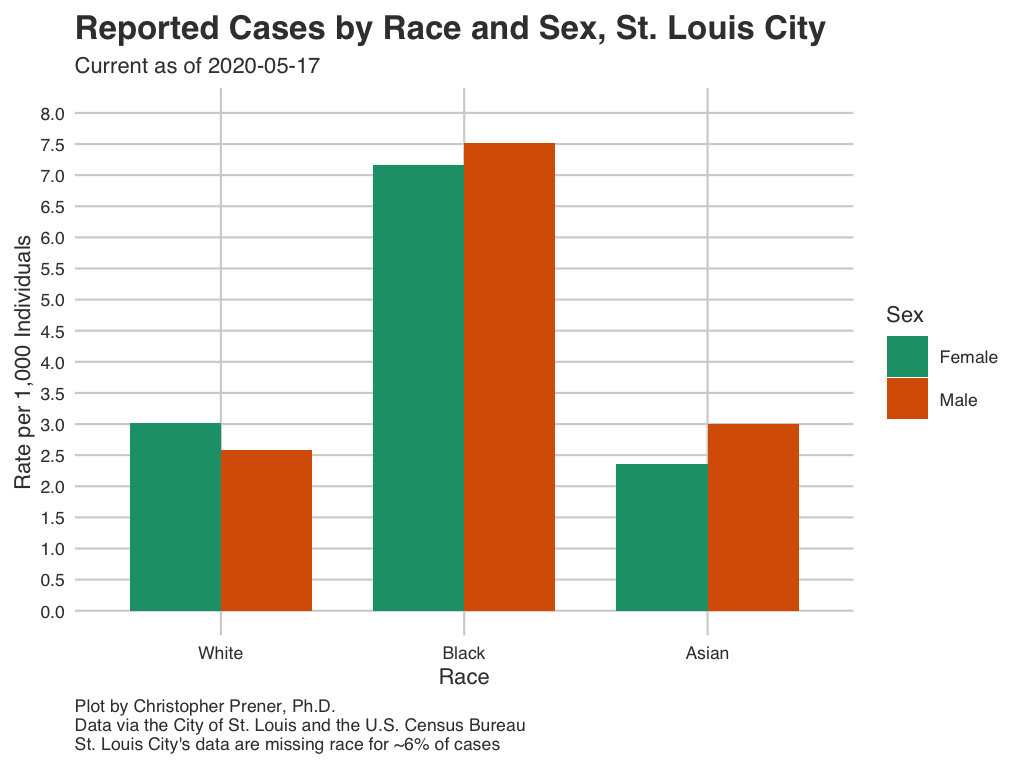 Reported Cases by Race and Sex, St. Louis City
Current as of 2020-05-17
Rate per 1,000 Individuals
8.0
7.5
7.0
6.5
6.0
5.5
5.0
4.5
4.0
3.5
3.0
2.5
2.0
1.5
1.0
0.5
0.0
White Black Asian
Race
Sex
Female
Male
Plot by Christopher Prener, Ph.D.
Data via the City of St. Louis and the U.S. Census Bureau
St. Louis City's data are missing race for ~6% of cases